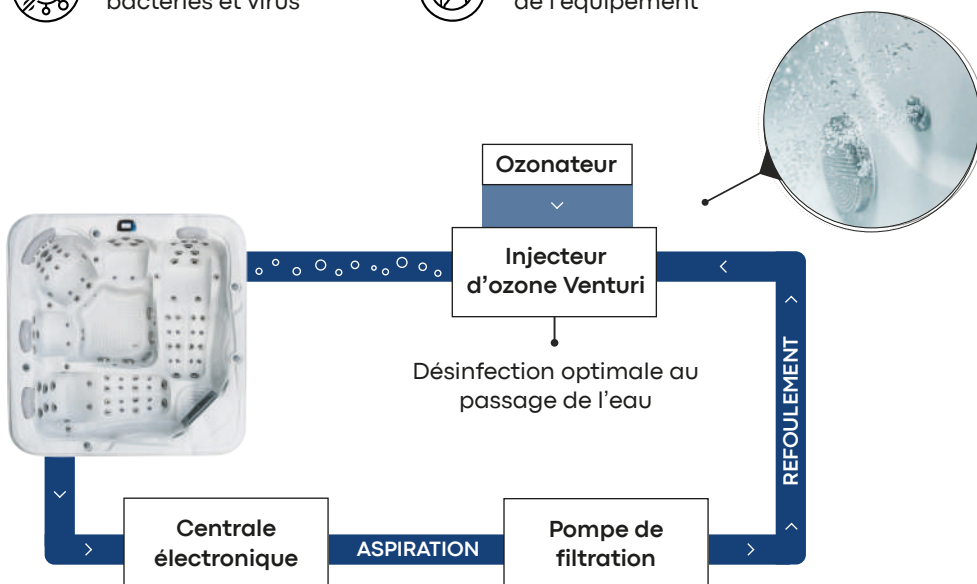 bactéries et virus
de l'équipement
Ozonateur
Injecteur
d'ozone Venturi
Désinfection optimale au
passage de l'eau
REFOULEMENT
Centrale
électronique
ASPIRATION
Pompe de
filtration